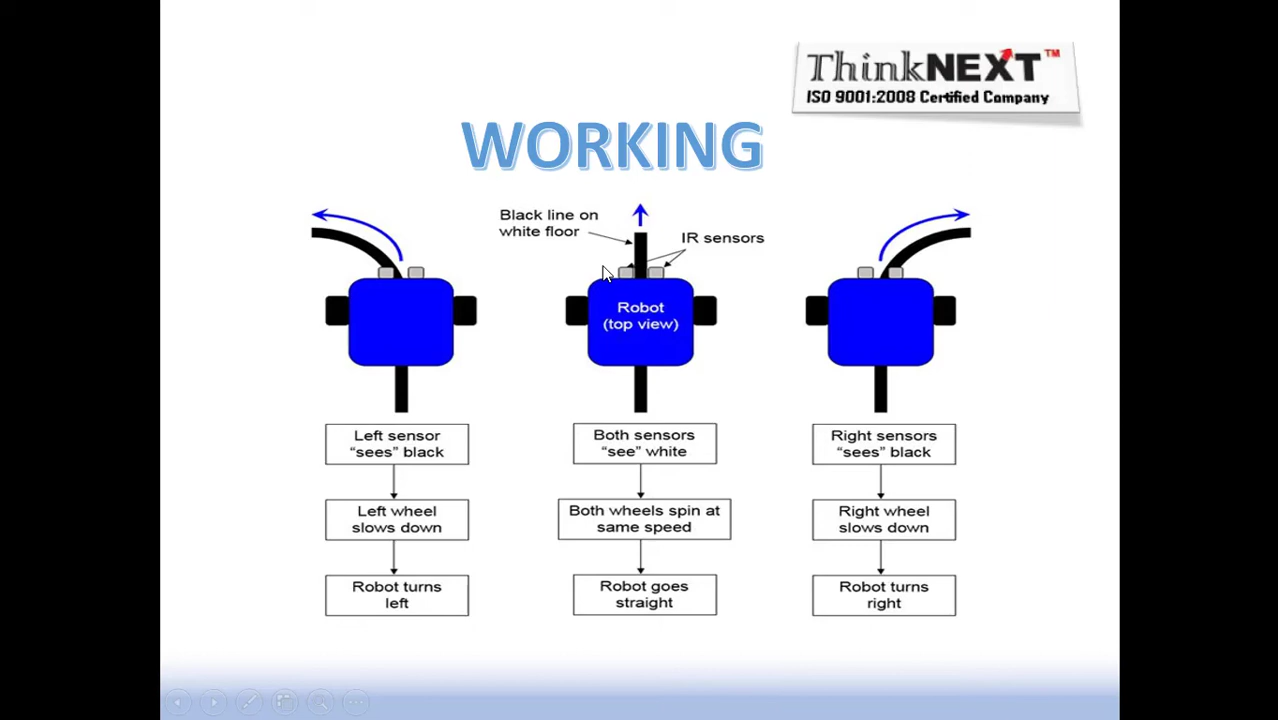 ThinkNEXT™
ISO 9001:2008 Certified Company
WORKING
Black line on
white floor
IR sensors
Robot
(top view)
Left sensor
“sees” black
Left wheel
slows down
Robot turns
left
Both sensors
“see” white
Both wheels spin at
same speed
Robot goes
straight
Right sensors
“sees” black
Right wheel
slows down
Robot turns
right